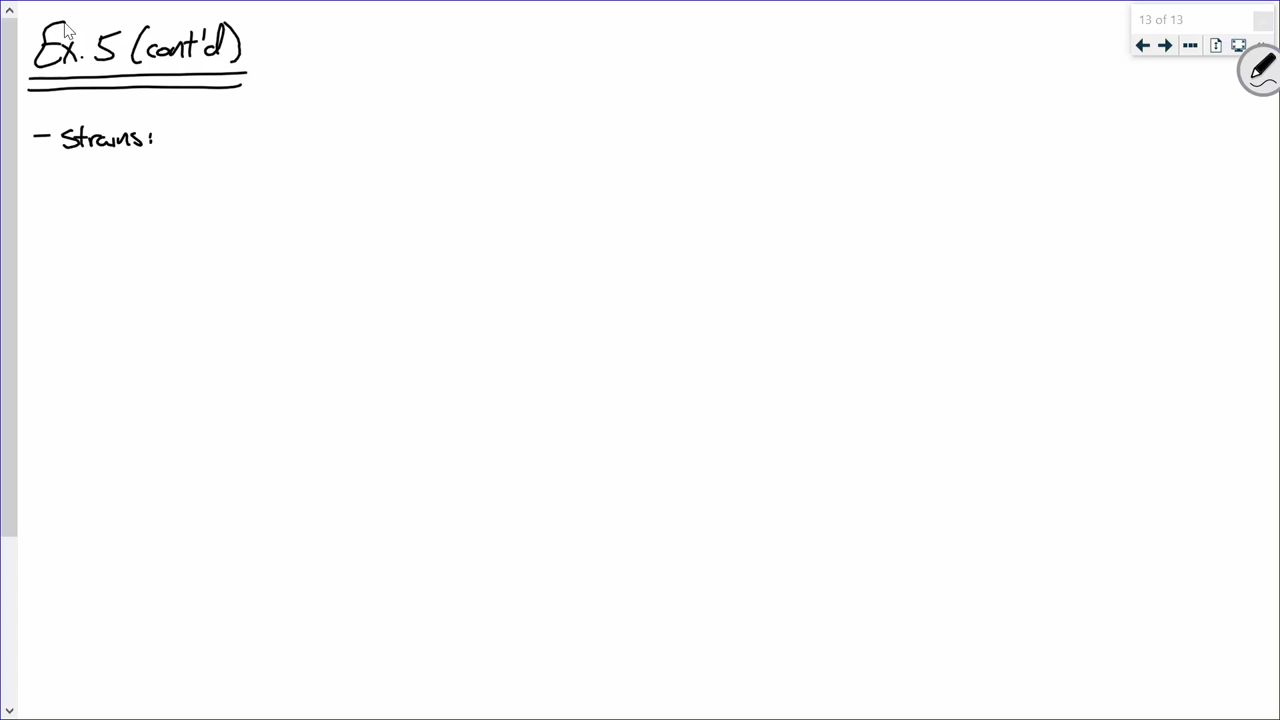 Ex. 5 (cont'd)
13 of 13
- Strains: